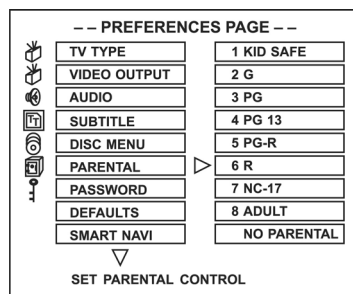 – – PREFERENCES PAGE – –
TV TYPE
VIDEO OUTPUT
AUDIO
SUBTITLE
DISC MENU
PARENTAL
PASSWORD
DEFAULTS
SMART NAVI
1 KID SAFE
2 G
3 PG
4 PG 13
5 PG-R
6 R
7 NC-17
8 ADULT
NO PARENTAL
TT
SET PARENTAL CONTROL